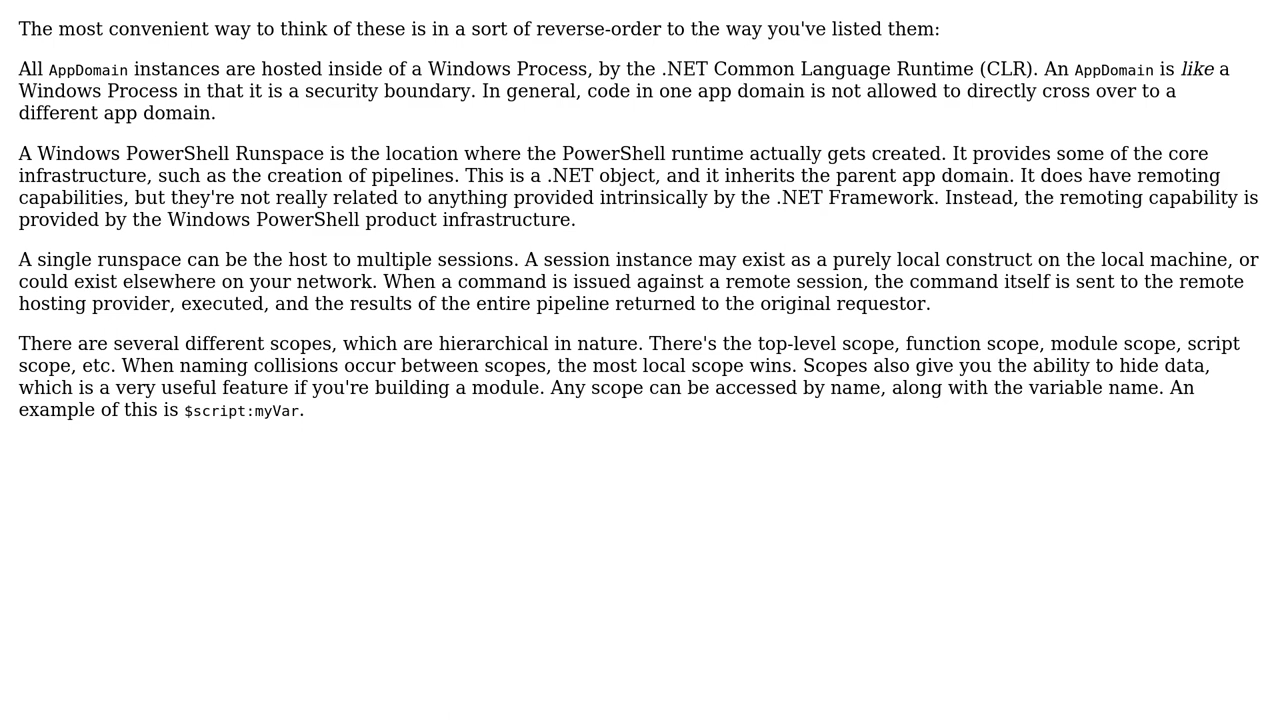 The most convenient way to think of these is in a sort of reverse-order to the way you've listed them:
All AppDomain instances are hosted inside of a Windows Process, by the .NET Common Language Runtime (CLR). An AppDomain is like a
Windows Process in that it is a security boundary. In general, code in one app domain is not allowed to directly cross over to a
different app domain.
A Windows PowerShell Runspace is the location where the PowerShell runtime actually gets created. It provides some of the core
infrastructure, such as the creation of pipelines. This is a .NET object, and it inherits the parent app domain. It does have remoting
capabilities, but they're not really related to anything provided intrinsically by the .NET Framework. Instead, the remoting capability is
provided by the Windows PowerShell product infrastructure.
A single runspace can be the host to multiple sessions. A session instance may exist as a purely local construct on the local machine, or
could exist elsewhere on your network. When a command is issued against a remote session, the command itself is sent to the remote
hosting provider, executed, and the results of the entire pipeline returned to the original requestor.
There are several different scopes, which are hierarchical in nature. There's the top-level scope, function scope, module scope, script
scope, etc. When naming collisions occur between scopes, the most local scope wins. Scopes also give you the ability to hide data,
which is a very useful feature if you're building a module. Any scope can be accessed by name, along with the variable name. An
example of this is $script:myVar.